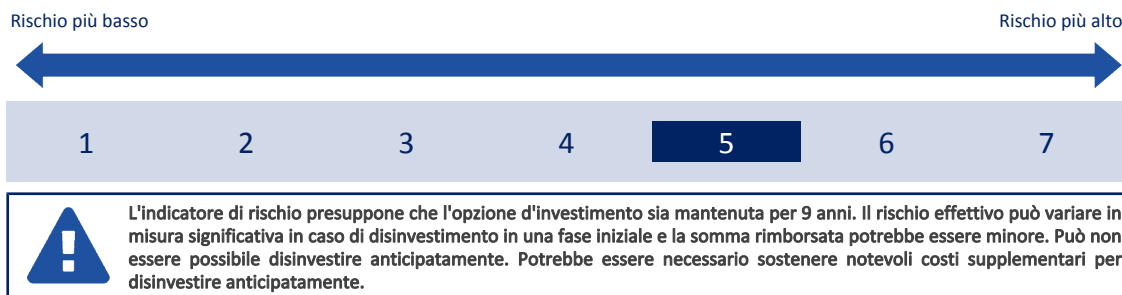 Rischio più basso Rischio più alto
1 2 3 4 5 6 7
L'indicatore di rischio presuppone che l'opzione d'investimento sia mantenuta per 9 anni. Il rischio effettivo può variare in
misura significativa in caso di disinvestimento in una fase iniziale e la somma rimborsata potrebbe essere minore. Può non
essere possibile disinvestire anticipatamente. Potrebbe essere necessario sostenere notevoli costi supplementari per
disinvestire anticipatamente.